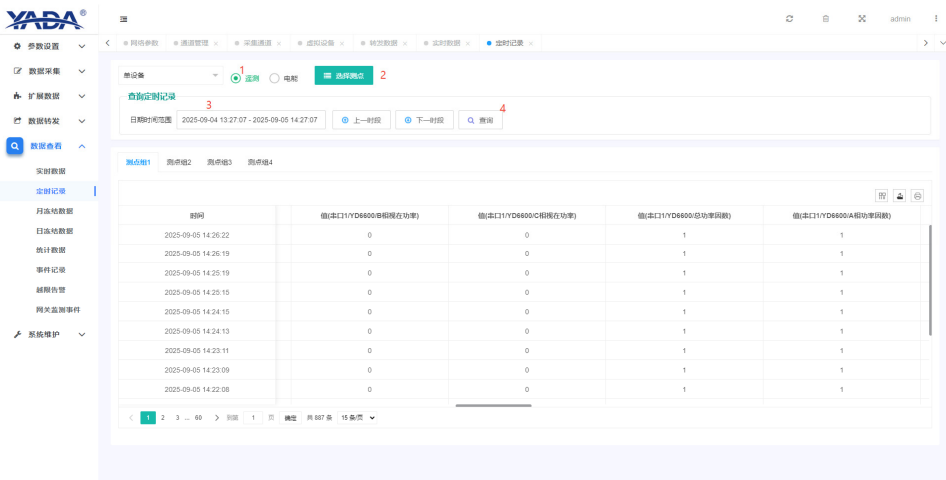 YADA®
admin
参数设置
数据采集
扩展数据
数据转发
数据查看
实时数据
定时记录
月冻结数据
日冻结数据
统计数据
事件记录
越限告警
网关监测事件
系统维护
网络参数 通道管理 × 采集通道 × 虚拟设备 × 转发数据 × 实时数据 × 定时记录 ×
单设备 1 遥测 电能 选择测点 2
查询定时记录
3 4
日期时间范围 2025-09-04 13:27:07 - 2025-09-05 14:27:07 上一时段 下一时段 查询
测点组1 测点组2 测点组3 测点组4
时间 值(串口1/YD6600/B相视在功率) 值(串口1/YD6600/C相视在功率) 值(串口1/YD6600/总功率因数) 值(串口1/YD6600/A相功率因数)
2025-09-05 14:26:22 0 0 1 1
2025-09-05 14:26:19 0 0 1 1
2025-09-05 14:25:19 0 0 1 1
2025-09-05 14:25:15 0 0 1 1
2025-09-05 14:24:15 0 0 1 1
2025-09-05 14:24:13 0 0 1 1
2025-09-05 14:23:11 0 0 1 1
2025-09-05 14:23:09 0 0 1 1
2025-09-05 14:22:08 0 0 1 1
1 2 3 … 60 到第 1 页 确定 共 887 条 15 条/页